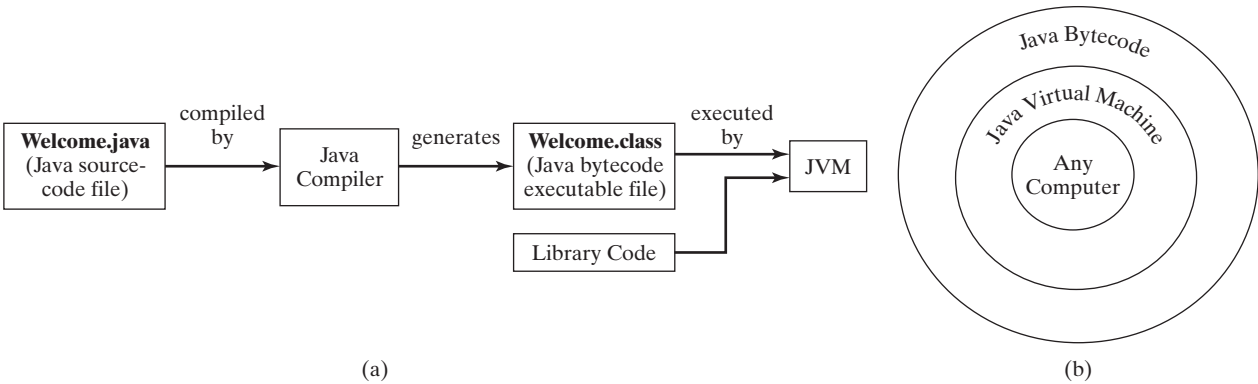 Welcome.java
(Java source-
code file)
compiled
by
Java
Compiler
generates
Welcome.class
(Java bytecode
executable file)
executed
by
JVM
Library Code
(a)
Java Bytecode
Java Virtual Machine
Any
Computer
(b)